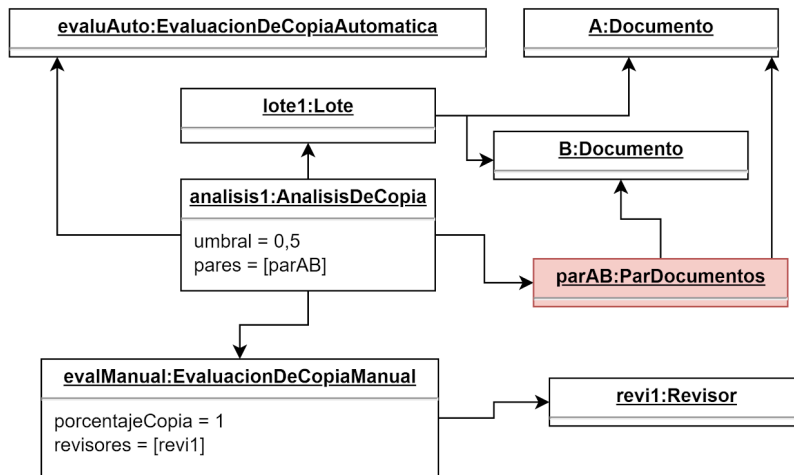 evaluAuto:EvaluacionDeCopiaAutomatica
A:Documento
lote1:Lote
B:Documento
analisis1:AnalisisDeCopia
umbral = 0,5
pares = [parAB]
parAB:ParDocumentos
evalManual:EvaluacionDeCopiaManual
porcentajeCopia = 1
revisores = [revi1]
revi1:Revisor